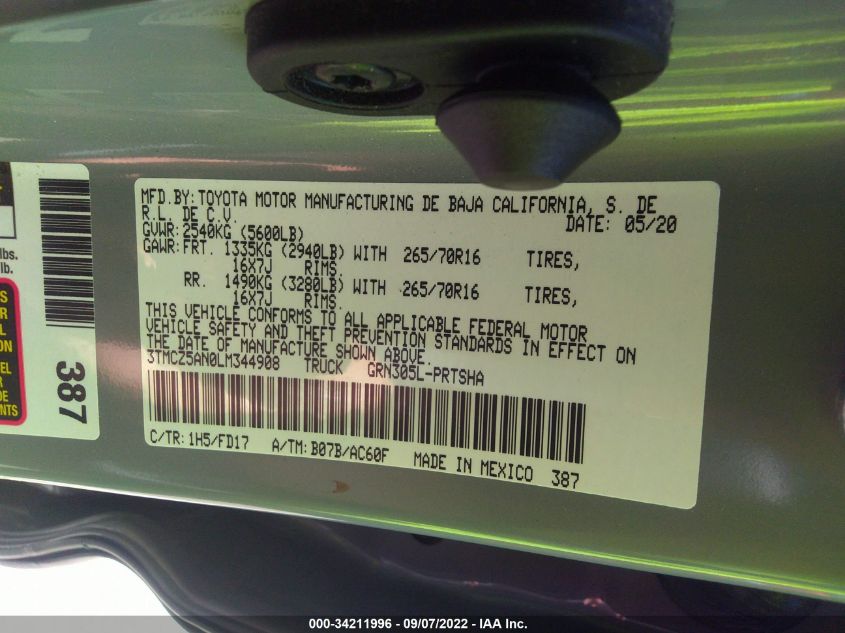 MFD.BY: TOYOTA MOTOR MANUFACTURING DE BAJA CALIFORNIA, S. DE
R.L. DE C.V. DATE: 05/20
GVWR: 2540KG (5600LB)
GAWR: FRT. 1335KG (2940LB) WITH 265/70R16 TIRES,
16X7J RIMS.
RR. 1490KG (3280LB) WITH 265/70R16 TIRES,
16X7J RIMS.
THIS VEHICLE CONFORMS TO ALL APPLICABLE FEDERAL MOTOR
VEHICLE SAFETY AND THEFT PREVENTION STANDARDS IN EFFECT ON
THE DATE OF MANUFACTURE SHOWN ABOVE.
3TMCZ5AN0LM344908 TRUCK GRN305L-PRTSHA
C/TR: 1H5/FD17 A/TM: B07B/AC60F MADE IN MEXICO 387
387
lbs.
lb.
000-34211996 - 09/07/2022 - IAA Inc.